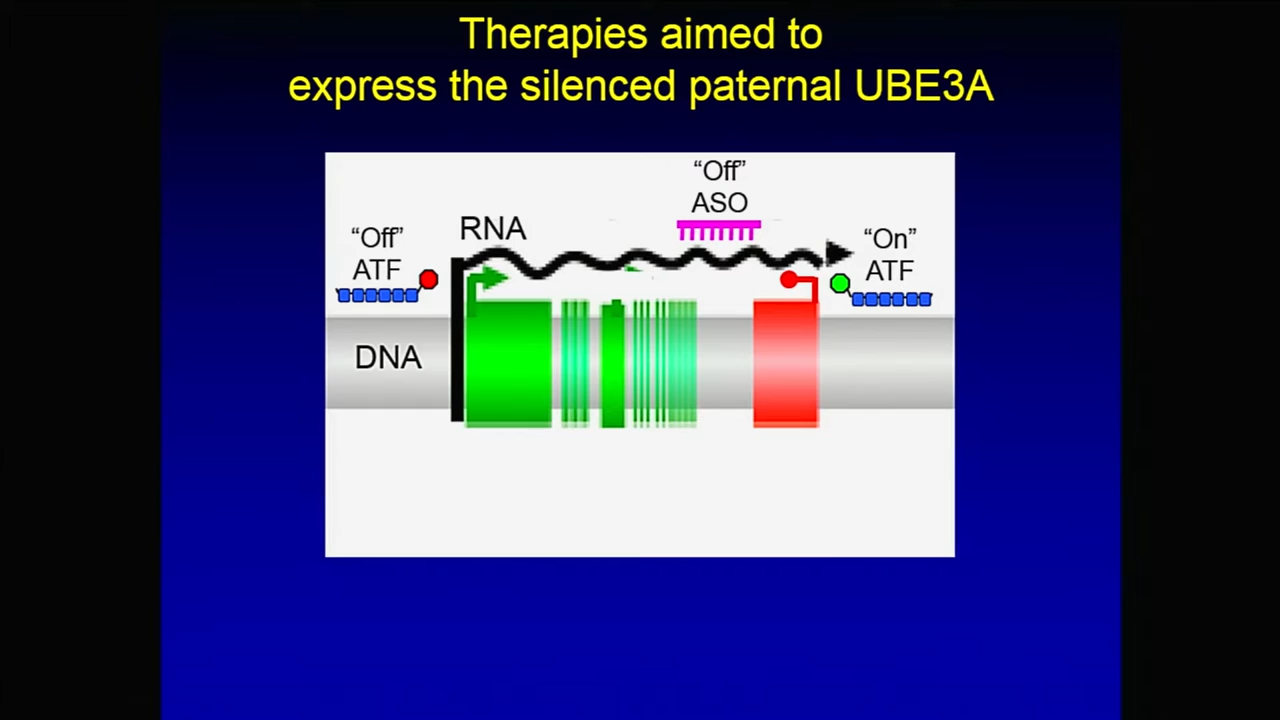 Therapies aimed to
express the silenced paternal UBE3A
“Off”
ASO
RNA
“Off”
ATF
“On”
ATF
DNA